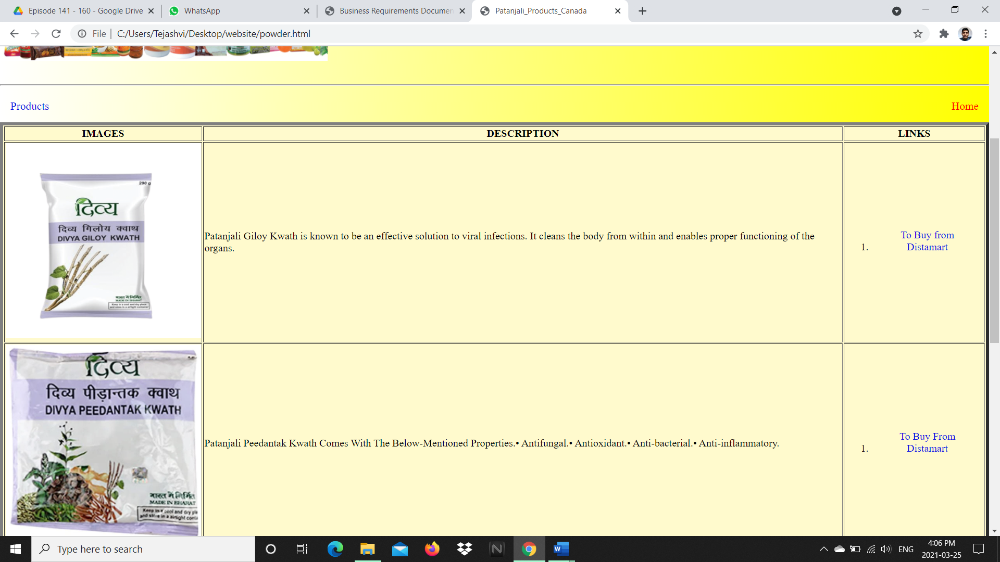 Episode 141 - 160 - Google Drive
WhatsApp
Business Requirements Documen
Patanjali_Products_Canada
File
C:/Users/Tejashvi/Desktop/website/powder.html
Products
Home
IMAGES
DESCRIPTION
LINKS
200 g
दिव्य
दिव्य गिलोय क्वाथ
DIVYA GILOY KWATH
भारत में निर्मित
MADE IN BHARAT
Keep in a cool and dry place
and store in a airtight container
Patanjali Giloy Kwath is known to be an effective solution to viral infections. It cleans the body from within and enables proper functioning of the
organs.
1. To Buy from
Distamart
दिव्य
दिव्य पीड़ान्तक क्वाथ
DIVYA PEEDANTAK KWATH
भारत में निर्मित
MADE IN BHARAT
Keep in a cool and dry pla
and store in a airtight conta
Patanjali Peedantak Kwath Comes With The Below-Mentioned Properties.• Antifungal.• Antioxidant.• Anti-bacterial.• Anti-inflammatory.
1. To Buy From
Distamart
Type here to search
ENG
4:06 PM
2021-03-25